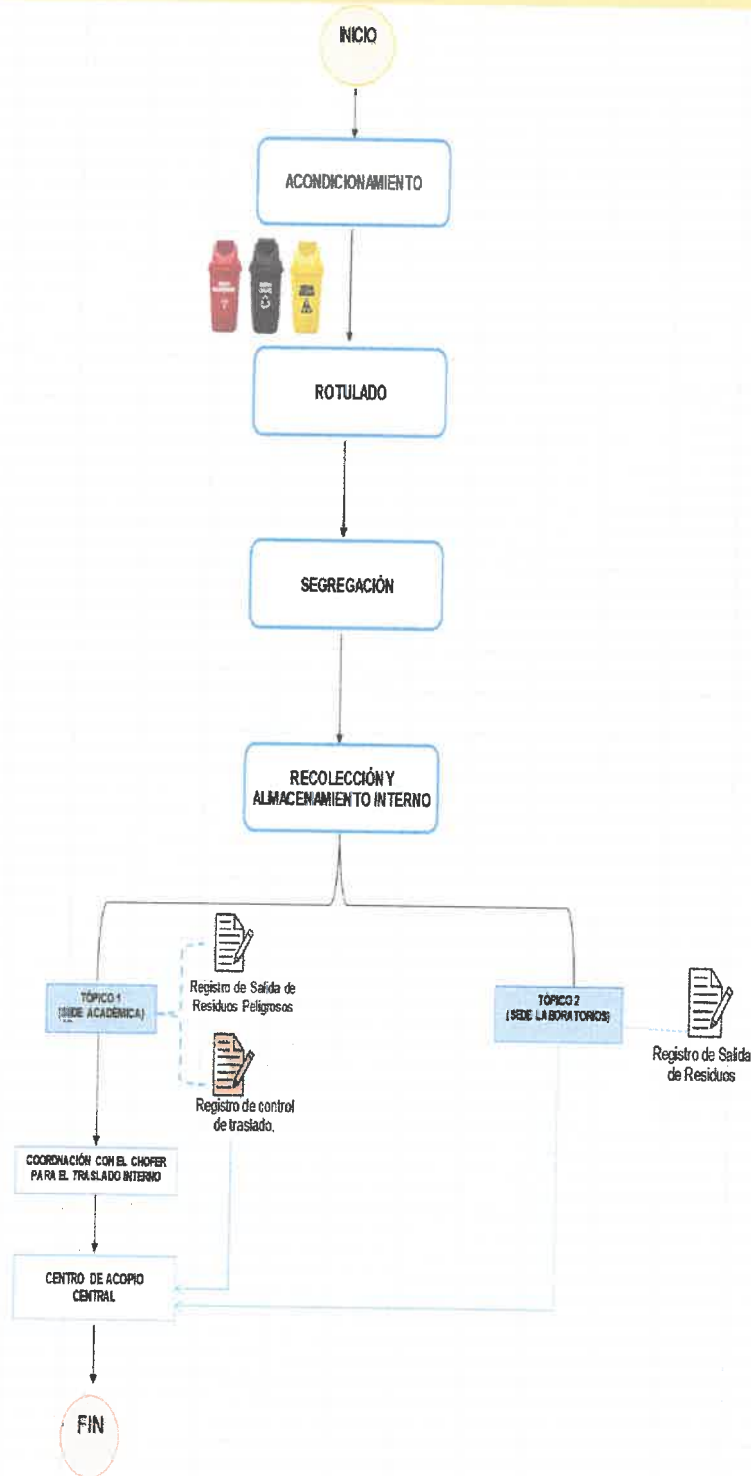 INICIO
ACONDICIONAMIENTO
ROTULADO
SEGREGACIÓN
RECOLECCIÓN Y
ALMACENAMIENTO INTERNO
TÓPICO 1
(SEDE ACADÉMICA)
Registro de Salida de
Residuos Peligrosos
Registro de control
de traslado.
TÓPICO 2
(SEDE LABORATORIOS)
Registro de Salida
de Residuos
COORDINACIÓN CON EL CHOFER
PARA EL TRASLADO INTERNO
CENTRO DE ACOPIO
CENTRAL
FIN